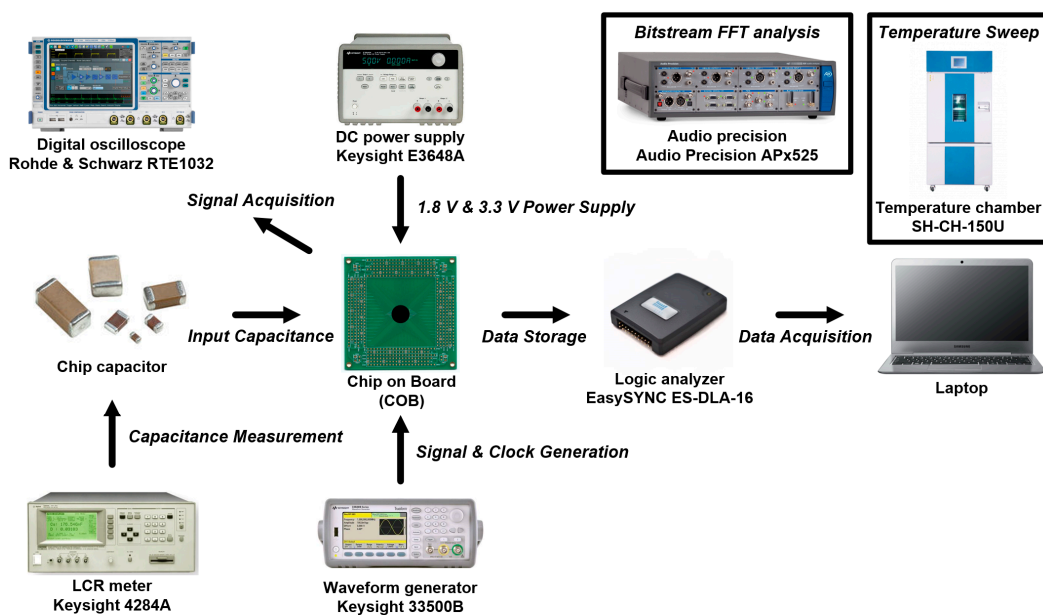 Bitstream FFT analysis
Temperature Sweep
Digital oscilloscope
Rohde & Schwarz RTE1032
DC power supply
Keysight E3648A
Audio precision
Audio Precision APx525
Temperature chamber
SH-CH-150U
Signal Acquisition
1.8 V & 3.3 V Power Supply
Chip capacitor
Input Capacitance
Chip on Board
(COB)
Data Storage
Logic analyzer
EasySYNC ES-DLA-16
Data Acquisition
Laptop
Capacitance Measurement
Signal & Clock Generation
LCR meter
Keysight 4284A
Waveform generator
Keysight 33500B